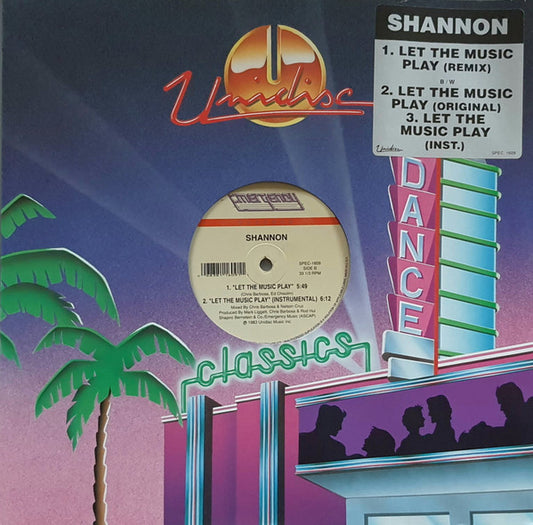 Unidisc
SHANNON
1. LET THE MUSIC
PLAY (REMIX)
B/W
2. LET THE MUSIC
PLAY (ORIGINAL)
3. LET THE
MUSIC PLAY
(INST.)
Unidisc
SPEC. 1609
DANCE
Emergency
SHANNON
SPEC-1609
SIDE B
33 1/3 RPM
1. "LET THE MUSIC PLAY" 5:49
(Chris Barbosa, Ed Chisolm)
2. "LET THE MUSIC PLAY" (INSTRUMENTAL) 6:12
Mixed By Chris Barbosa &
Produced By Mark Liggett, Chris Barbosa & Rod Hui
Shapiro Bernstein & Co./Emergency Music (ASCAP)
℗ 1983 Unidisc Music Inc.
classics